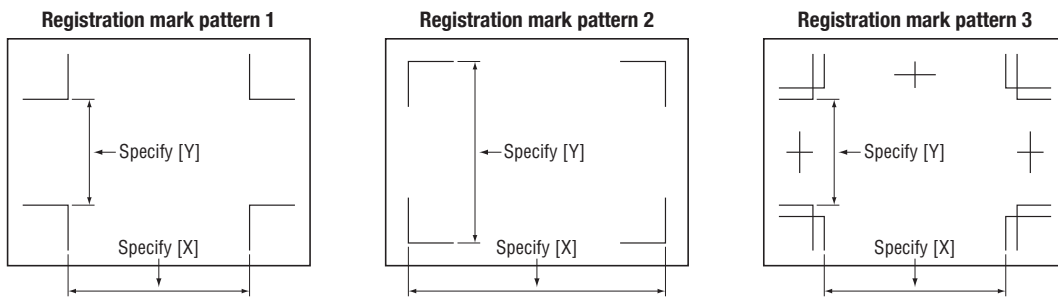 Registration mark pattern 1
Registration mark pattern 2
Registration mark pattern 3
Specify [Y]
Specify [Y]
Specify [Y]
Specify [X]
Specify [X]
Specify [X]